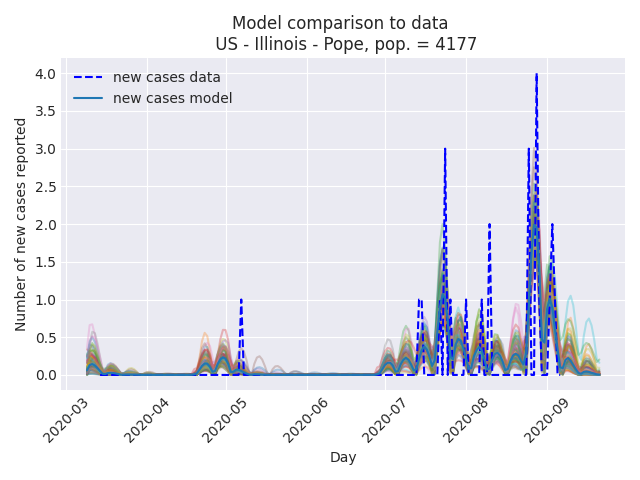 Model comparison to data
US - Illinois - Pope, pop. = 4177
new cases data
new cases model
Number of new cases reported
4.0
3.5
3.0
2.5
2.0
1.5
1.0
0.5
0.0
2020-03
2020-04
2020-05
2020-06
2020-07
2020-08
2020-09
Day